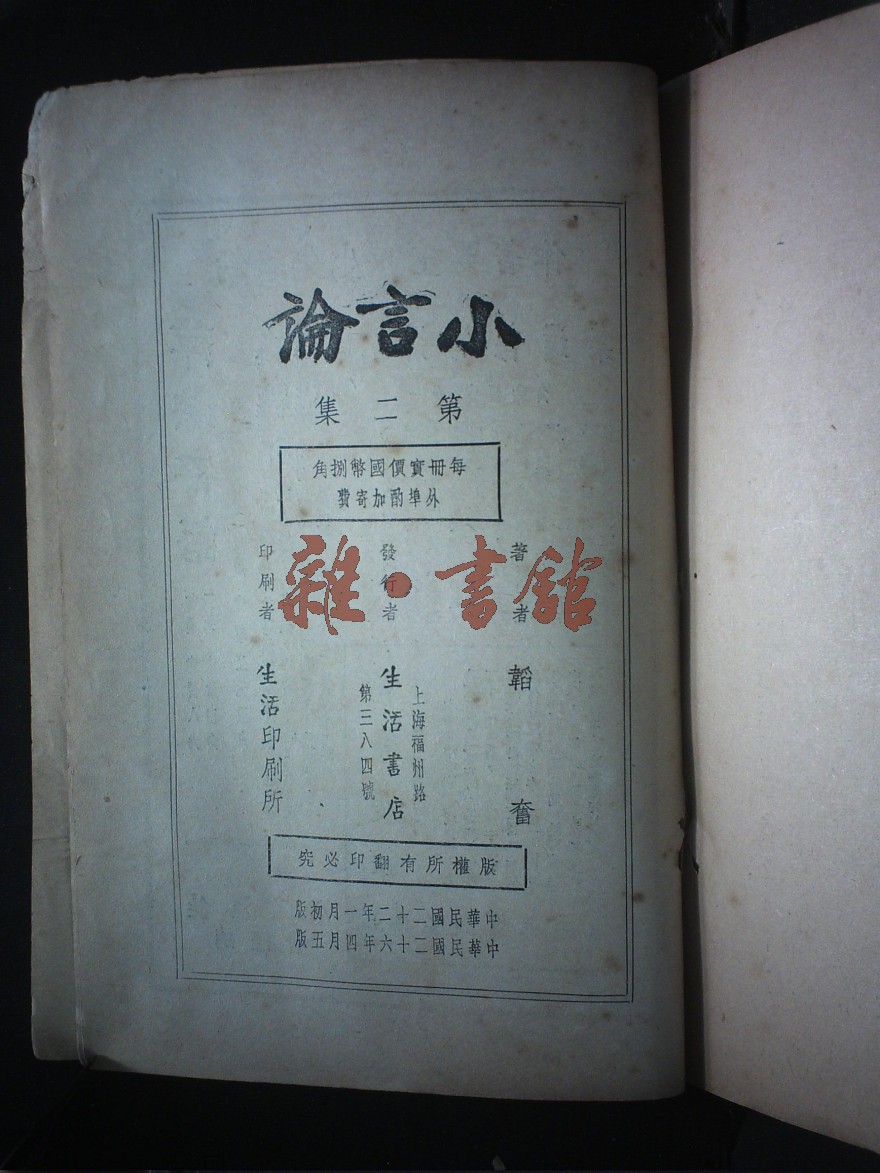 小言論
第二集
每冊實價國幣捌角
外埠酌加寄費
著者 韜奮
發行者 生活書店
上海福州路
第三八四號
印刷者 生活印刷所
版權所有翻印必究
中華民國二十二年一月初版
中華民國二十六年四月五版
雜·書館